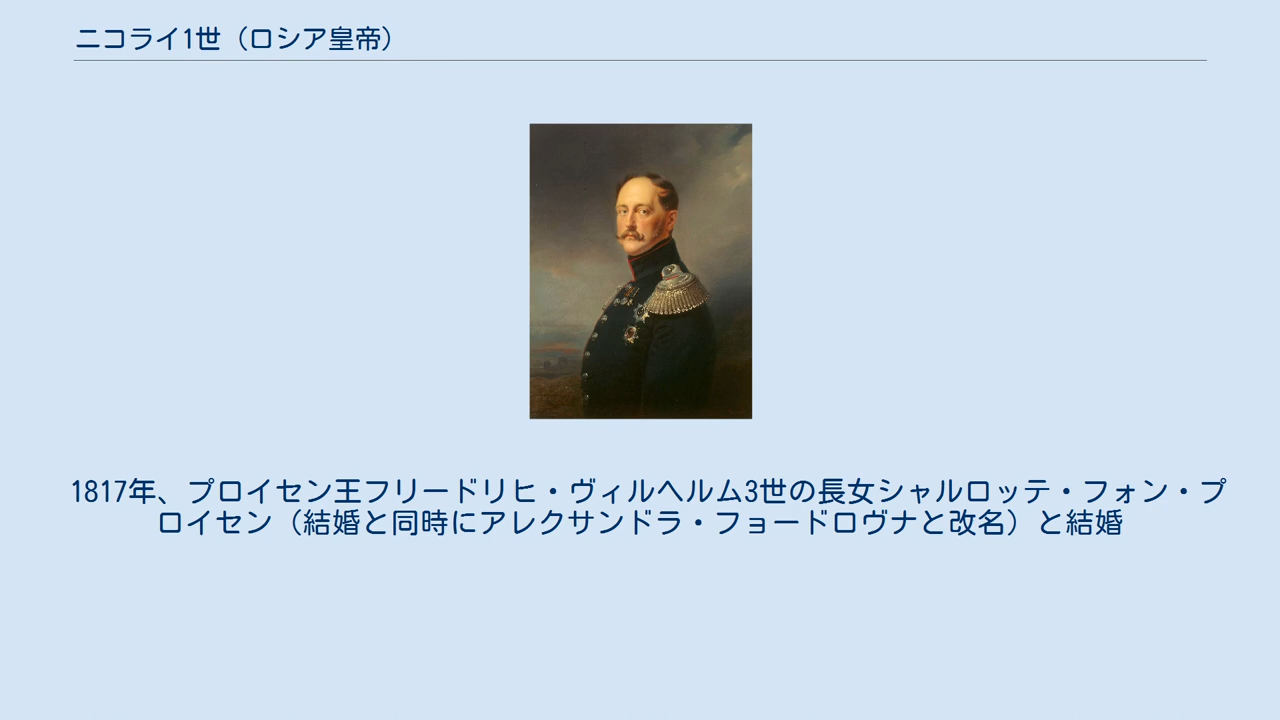 ニコライ1世（ロシア皇帝）
1817年、プロイセン王フリードリヒ・ヴィルヘルム3世の長女シャルロッテ・フォン・プ
ロイセン（結婚と同時にアレクサンドラ・フョードロヴナと改名）と結婚